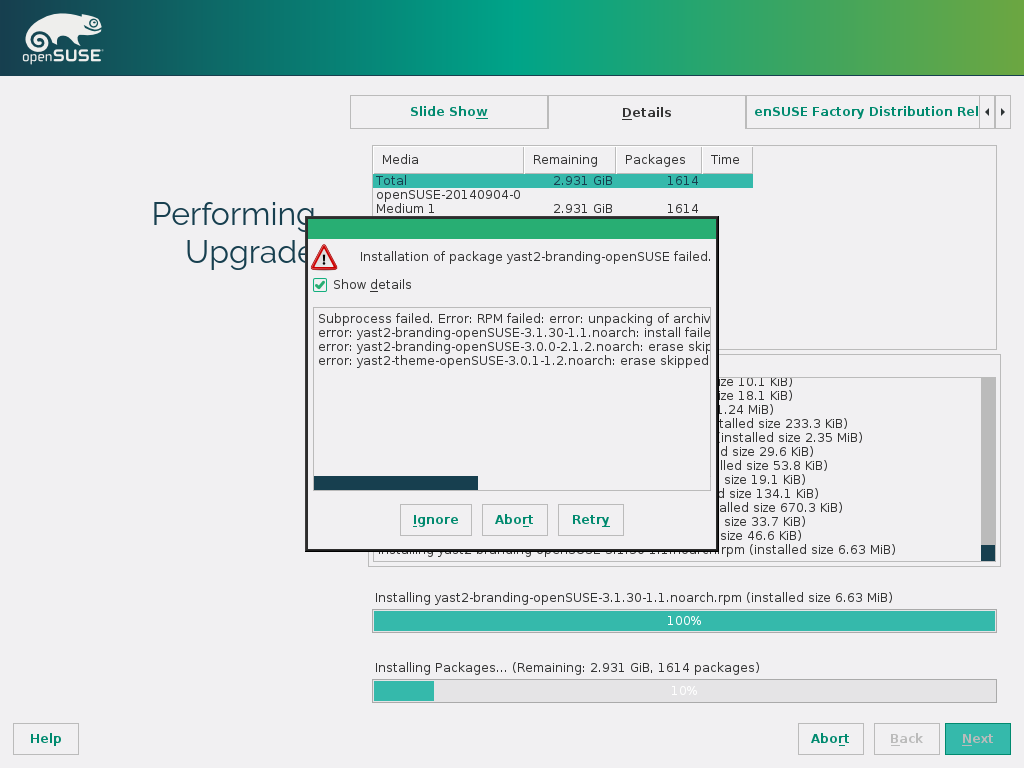 openSUSE
Slide Show
Details
enSUSE Factory Distribution Rel
Media Remaining Packages Time
Total 2.931 GiB 1614
openSUSE-20140904-0
Medium 1 2.931 GiB 1614
Performing
Upgrade
Installation of package yast2-branding-openSUSE failed.
Show details
Subprocess failed. Error: RPM failed: error: unpacking of archiv
error: yast2-branding-openSUSE-3.1.30-1.1.noarch: install faile
error: yast2-branding-openSUSE-3.0.0-2.1.2.noarch: erase skip
error: yast2-theme-openSUSE-3.0.1-1.2.noarch: erase skipped
Ignore
Abort
Retry
ize 10.1 KiB)
ize 18.1 KiB)
1.24 MiB)
talled size 233.3 KiB)
installed size 2.35 MiB)
d size 29.6 KiB)
lled size 53.8 KiB)
size 19.1 KiB)
d size 134.1 KiB)
alled size 670.3 KiB)
size 33.7 KiB)
size 46.6 KiB)
Installing yast2-branding-openSUSE-3.1.30-1.1.noarch.rpm (installed size 6.63 MiB)
Installing yast2-branding-openSUSE-3.1.30-1.1.noarch.rpm (installed size 6.63 MiB)
100%
Installing Packages... (Remaining: 2.931 GiB, 1614 packages)
10%
Help
Abort
Back
Next